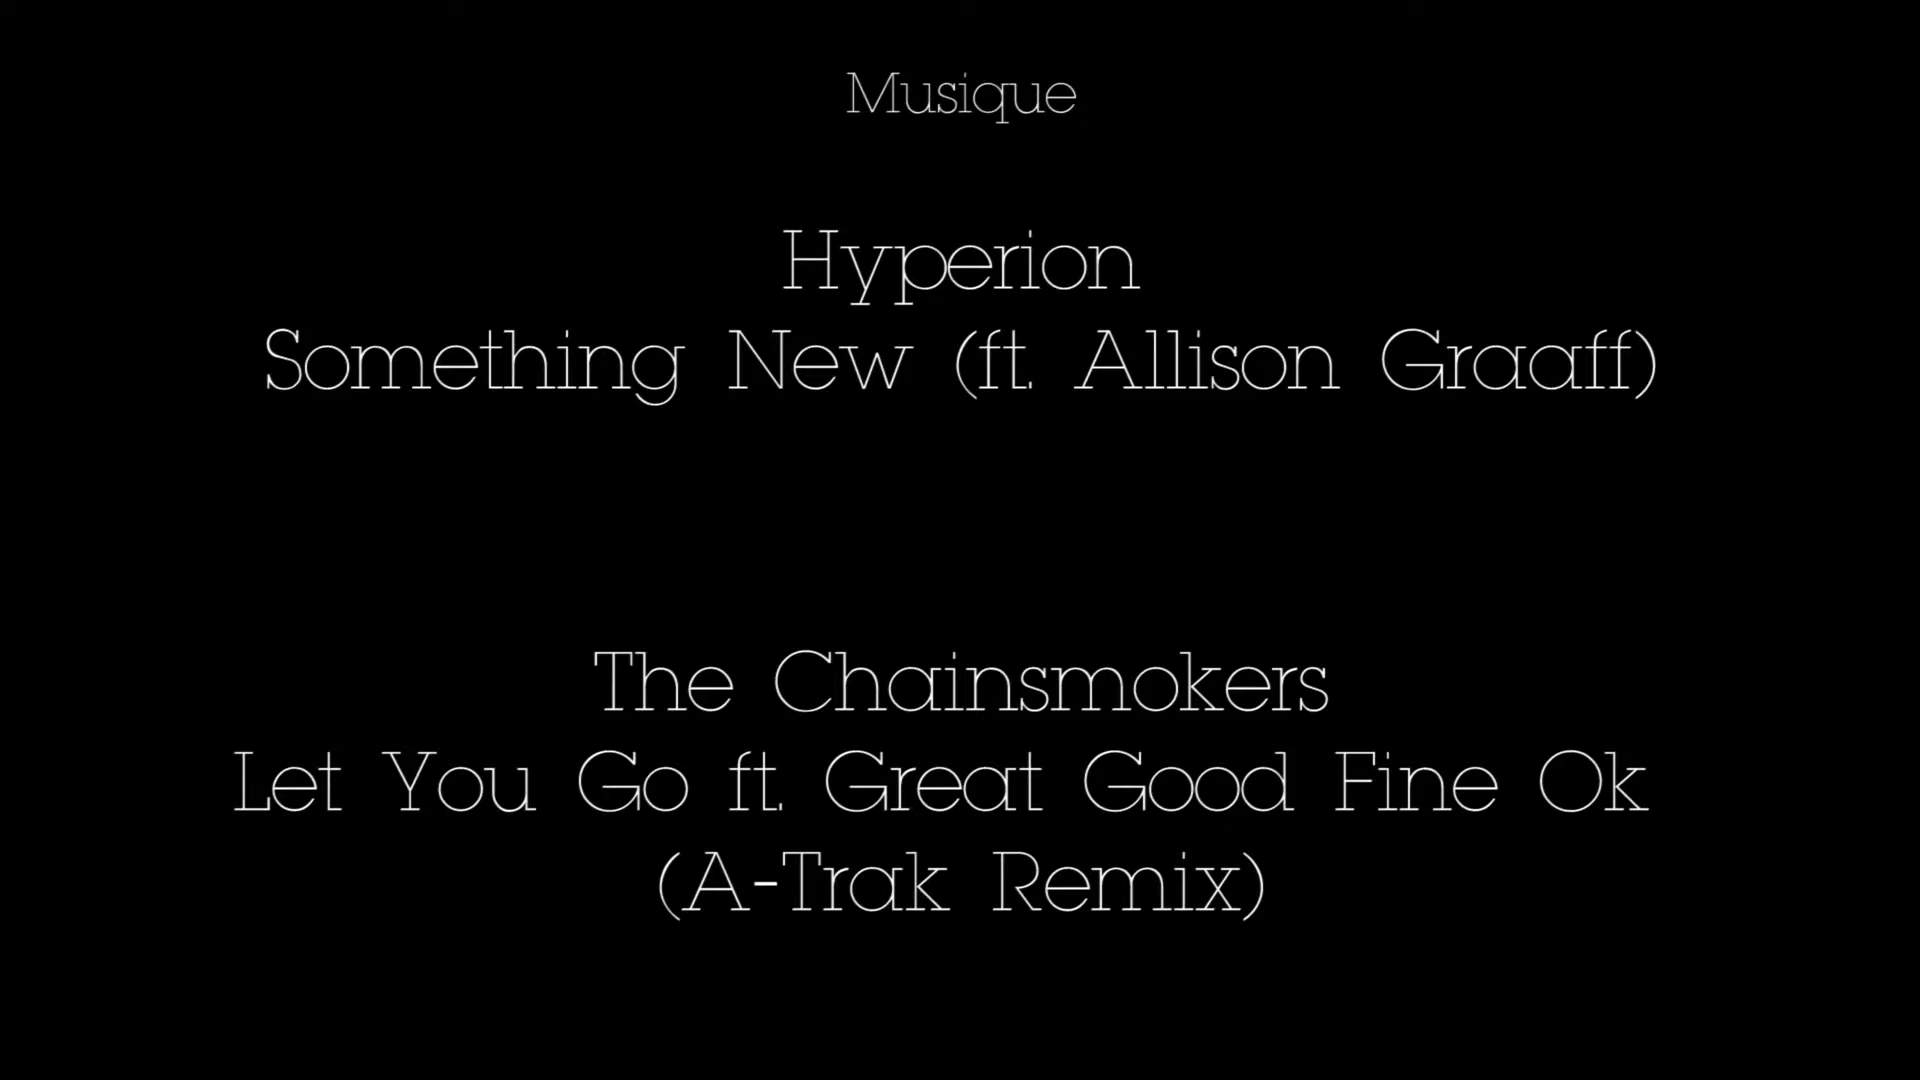 Musique
Hyperion
Something New (ft. Allison Graaff)
The Chainsmokers
Let You Go ft. Great Good Fine Ok
(A-Trak Remix)